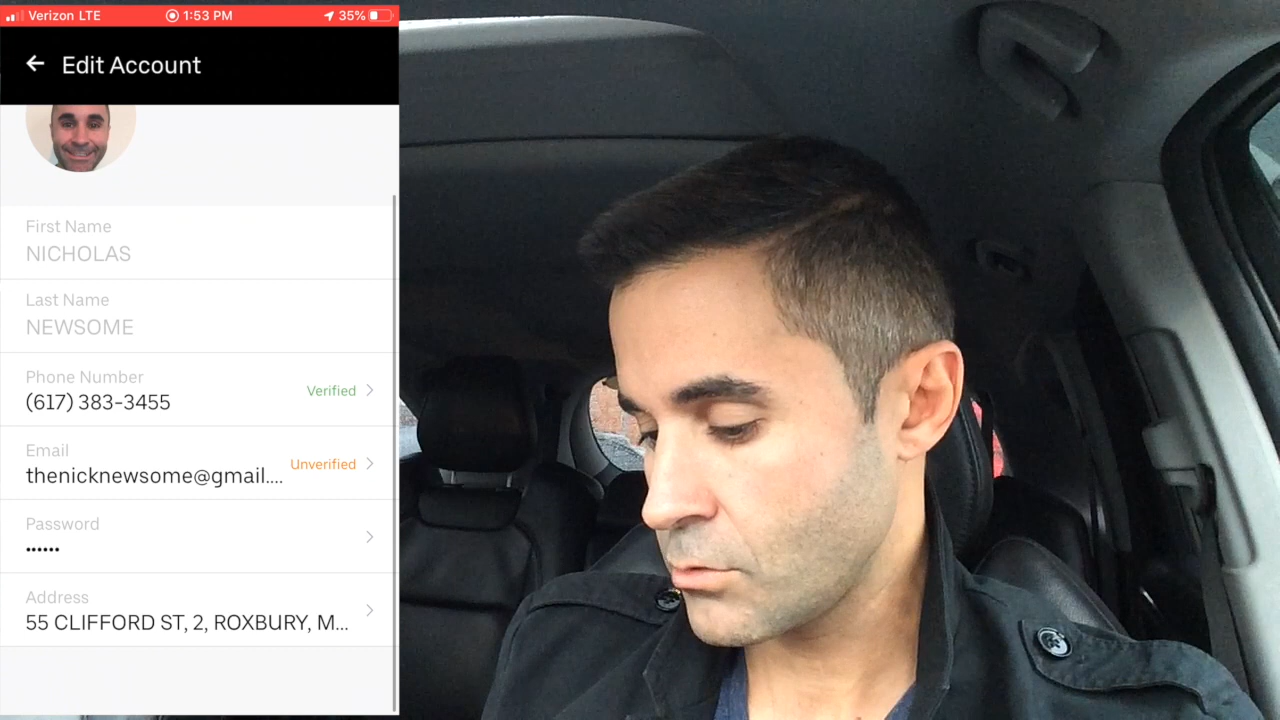 Verizon LTE 1:53 PM 35%
Edit Account
First Name
NICHOLAS
Last Name
NEWSOME
Phone Number
(617) 383-3455 Verified
Email
thenicknewsome@gmail.... Unverified
Password
••••••
Address
55 CLIFFORD ST, 2, ROXBURY, M...